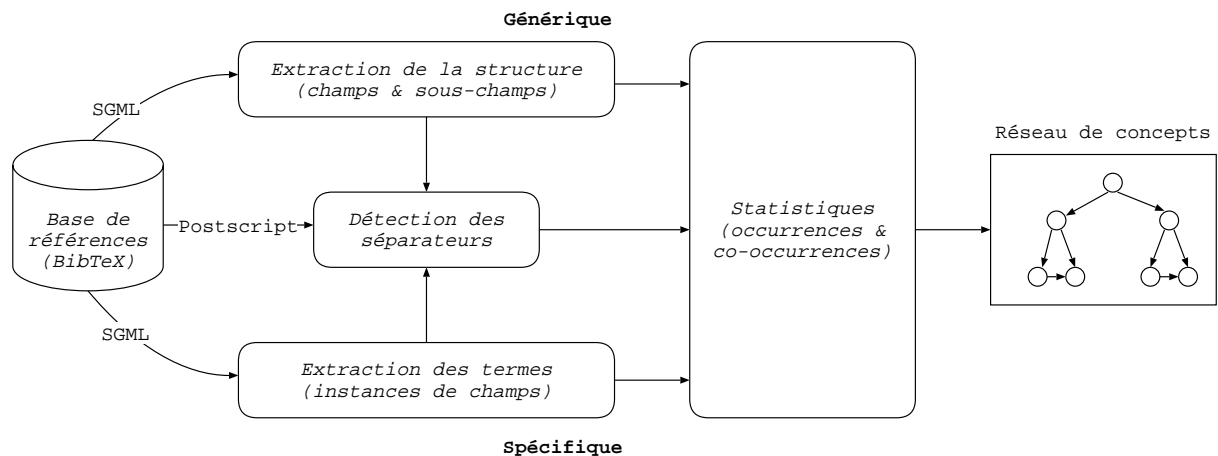 Générique
Extraction de la structure
(champs & sous-champs)
SGML
Réseau de concepts
Base de
références
(BibTeX)
Postscript
Détection des
séparateurs
Statistiques
(occurrences &
co-occurrences)
SGML
Extraction des termes
(instances de champs)
Spécifique